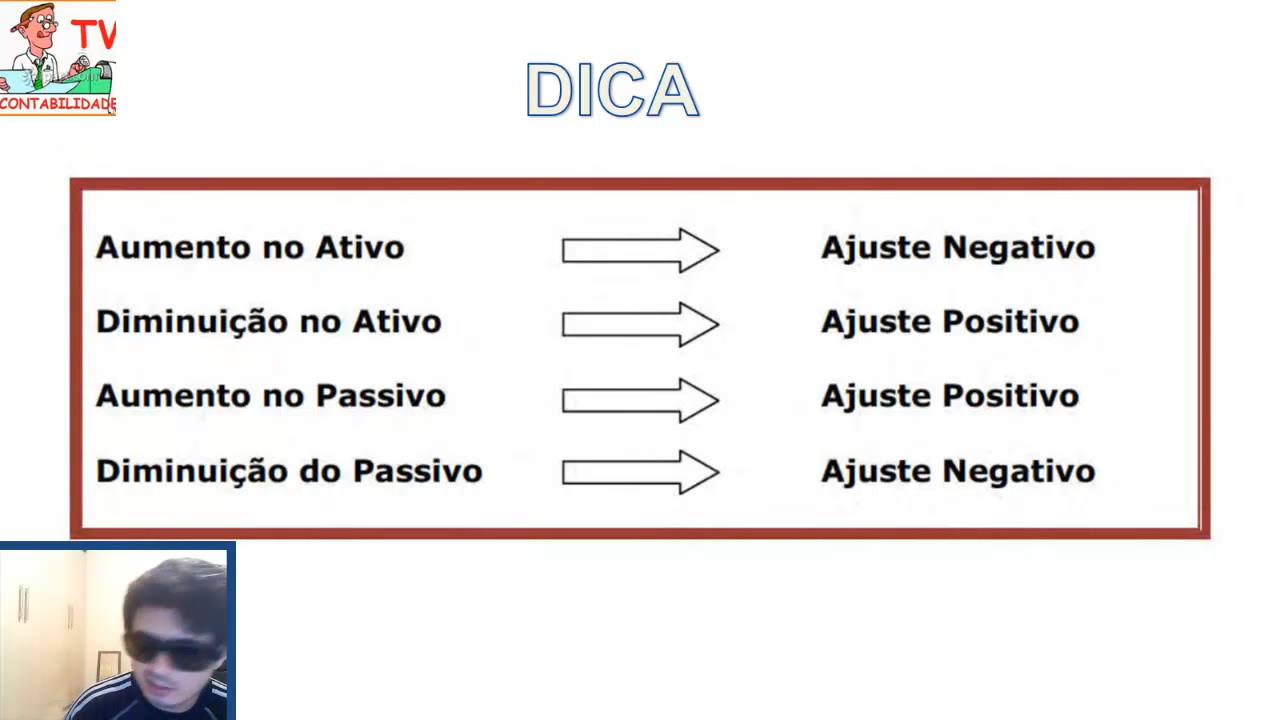 TV
CONTABILIDADE
DICA
Aumento no Ativo Ajuste Negativo
Diminuição no Ativo Ajuste Positivo
Aumento no Passivo Ajuste Positivo
Diminuição do Passivo Ajuste Negativo